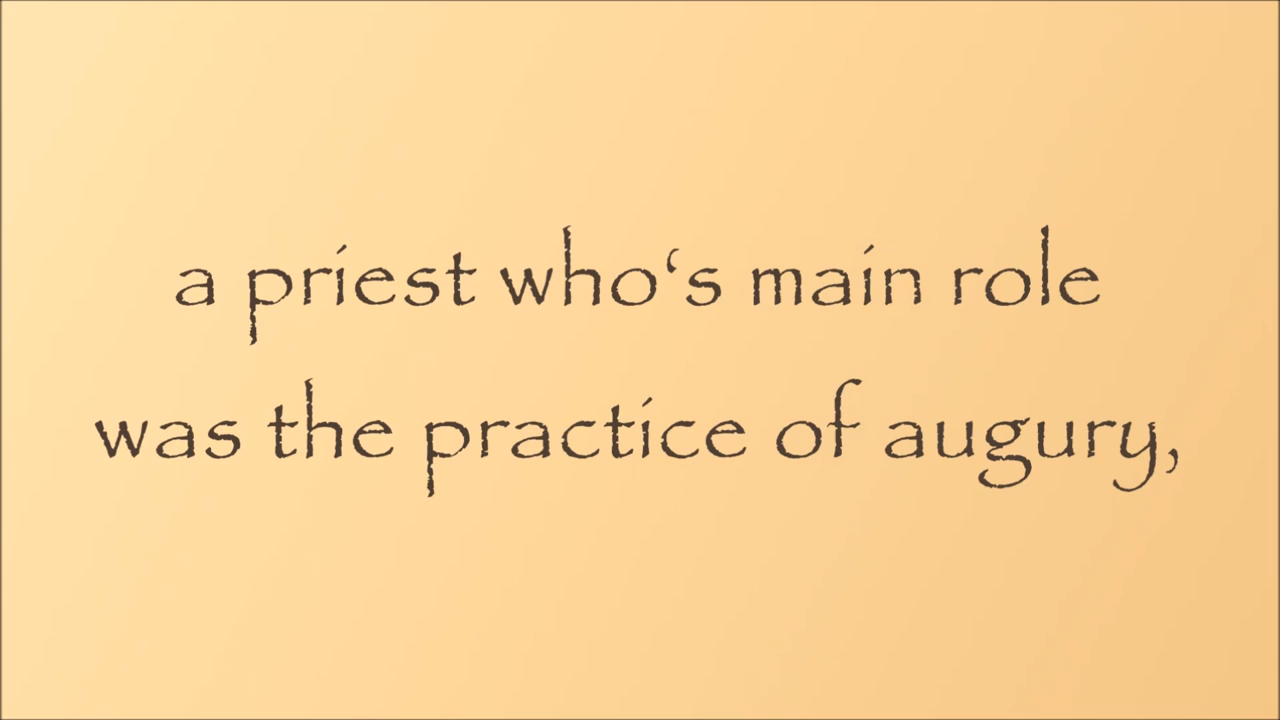 a priest who‘s main role
was the practice of augury,